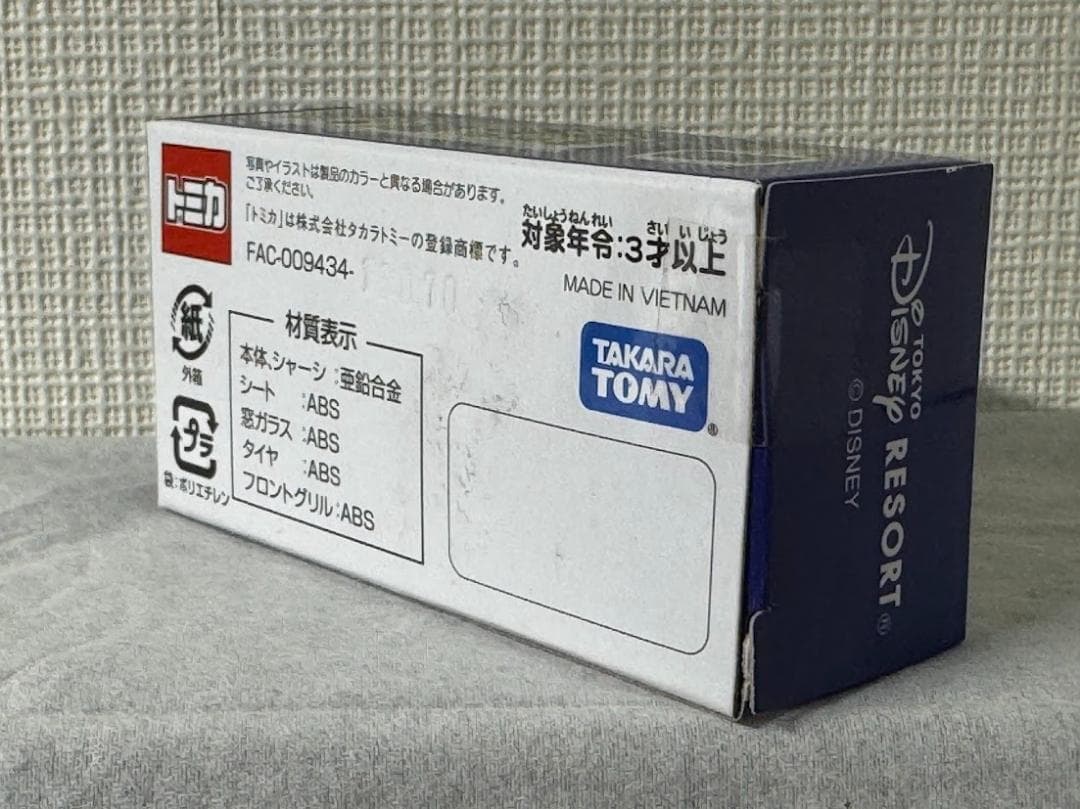 トミカ
写真やイラストは製品のカラーと異なる場合があります。
ご了承ください。
「トミカ」は株式会社タカラトミーの登録商標です。
FAC-009434-
たいしょうねんれい さいいじょう
対象年令:3才以上
MADE IN VIETNAM
TAKARA
TOMY
®
紙
外箱
プラ
袋:ポリエチレン
材質表示
本体、シャーシ :亜鉛合金
シート :ABS
窓ガラス :ABS
タイヤ :ABS
フロントグリル:ABS
TOKYO
DISNEY RESORT®
© DISNEY